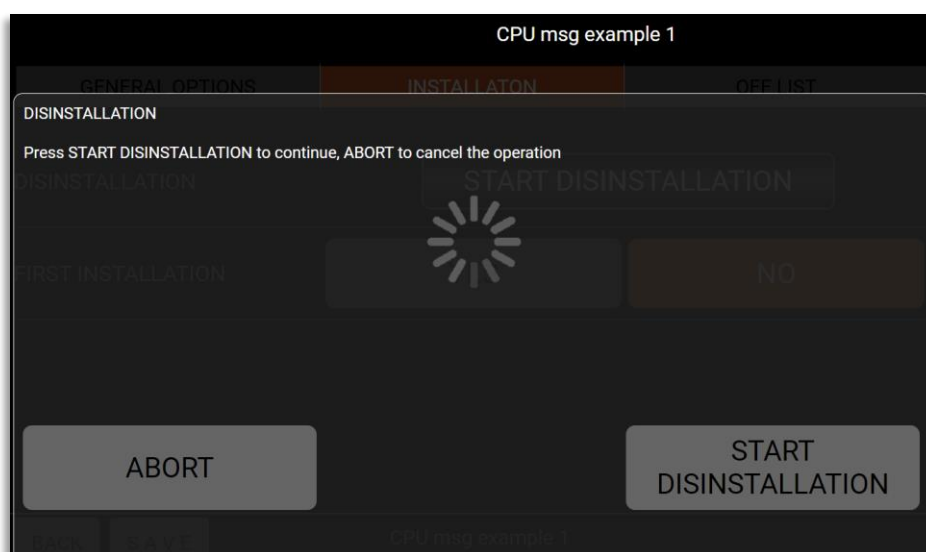 CPU msg example 1
GENERAL OPTIONS INSTALLATON OFF LIST
DISINSTALLATION
Press START DISINSTALLATION to continue, ABORT to cancel the operation
DISINSTALLATION START DISINSTALLATION
FIRST INSTALLATION NO
ABORT START
DISINSTALLATION
BACK SAVE CPU msg example 1